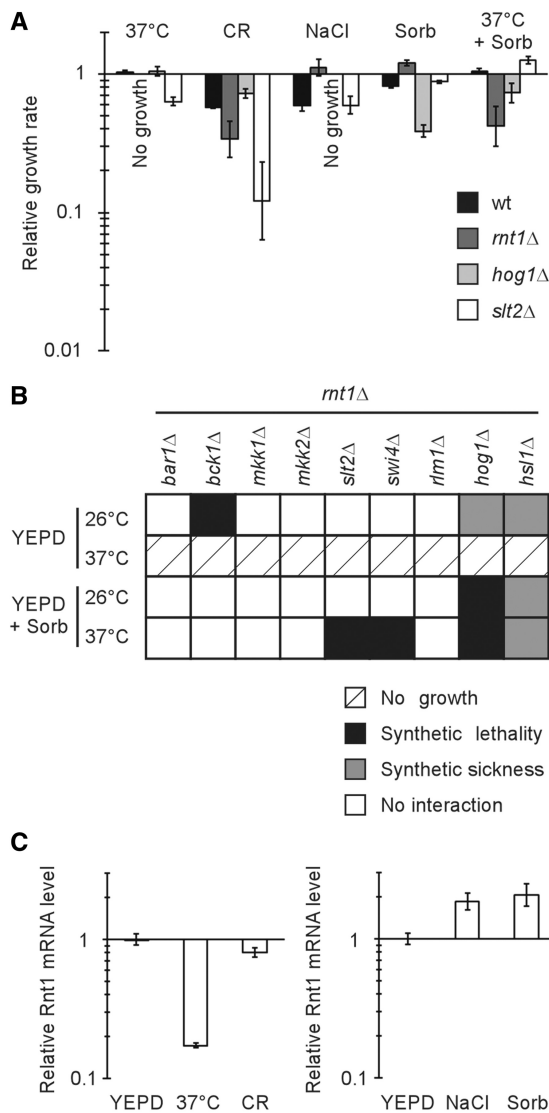 A
37°C CR NaCl Sorb 37°C + Sorb
Relative growth rate
1
0.1
0.01
No growth
No growth
wt
rnt1Δ
hog1Δ
slt2Δ
B
rnt1Δ
bar1Δ bck1Δ mkk1Δ mkk2Δ slt2Δ swi4Δ rlm1Δ hog1Δ hsl1Δ
YEPD
26°C
37°C
YEPD + Sorb
26°C
37°C
No growth
Synthetic lethality
Synthetic sickness
No interaction
C
Relative Rnt1 mRNA level
1
0.1
YEPD 37°C CR
Relative Rnt1 mRNA level
1
0.1
YEPD NaCl Sorb